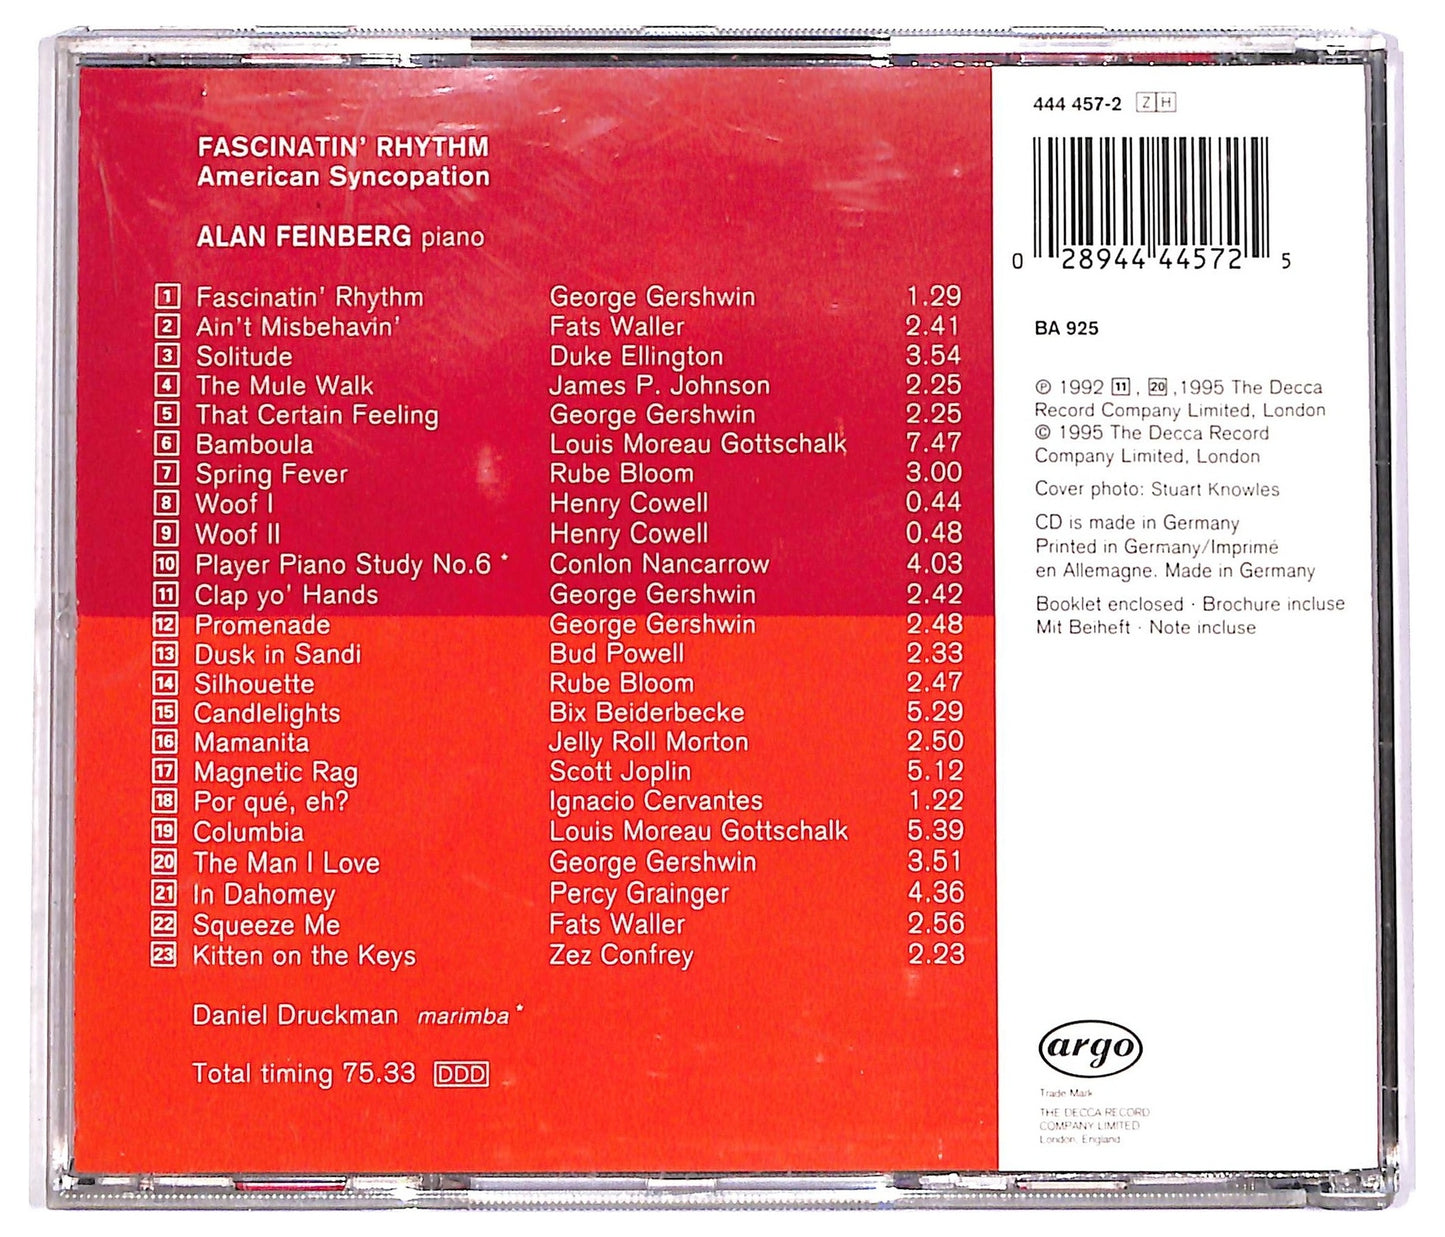 FASCINATIN' RHYTHM
American Syncopation
ALAN FEINBERG piano
1 Fascinatin' Rhythm George Gershwin 1.29
2 Ain't Misbehavin' Fats Waller 2.41
3 Solitude Duke Ellington 3.54
4 The Mule Walk James P. Johnson 2.25
5 That Certain Feeling George Gershwin 2.25
6 Bamboula Louis Moreau Gottschalk 7.47
7 Spring Fever Rube Bloom 3.00
8 Woof I Henry Cowell 0.44
9 Woof II Henry Cowell 0.48
10 Player Piano Study No.6 * Conlon Nancarrow 4.03
11 Clap yo' Hands George Gershwin 2.42
12 Promenade George Gershwin 2.48
13 Dusk in Sandi Bud Powell 2.33
14 Silhouette Rube Bloom 2.47
15 Candlelights Bix Beiderbecke 5.29
16 Mamanita Jelly Roll Morton 2.50
17 Magnetic Rag Scott Joplin 5.12
18 Por qué, eh? Ignacio Cervantes 1.22
19 Columbia Louis Moreau Gottschalk 5.39
20 The Man I Love George Gershwin 3.51
21 In Dahomey Percy Grainger 4.36
22 Squeeze Me Fats Waller 2.56
23 Kitten on the Keys Zez Confrey 2.23
Daniel Druckman marimba *
Total timing 75.33 DDD
444 457-2 Z H
0 28944 44572 5
BA 925
℗ 1992 11, 20, 1995 The Decca
Record Company Limited, London
© 1995 The Decca Record
Company Limited, London
Cover photo: Stuart Knowles
CD is made in Germany
Printed in Germany/Imprimé
en Allemagne. Made in Germany
Booklet enclosed · Brochure incluse
Mit Beiheft · Note incluse
argo
Trade Mark
THE DECCA RECORD
COMPANY LIMITED
London, England